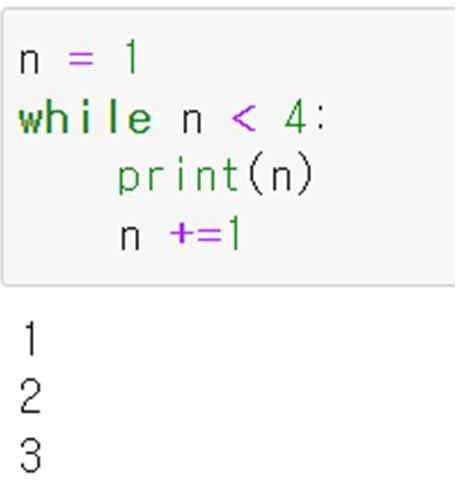 n = 1
while n < 4:
    print(n)
    n +=1
1
2
3